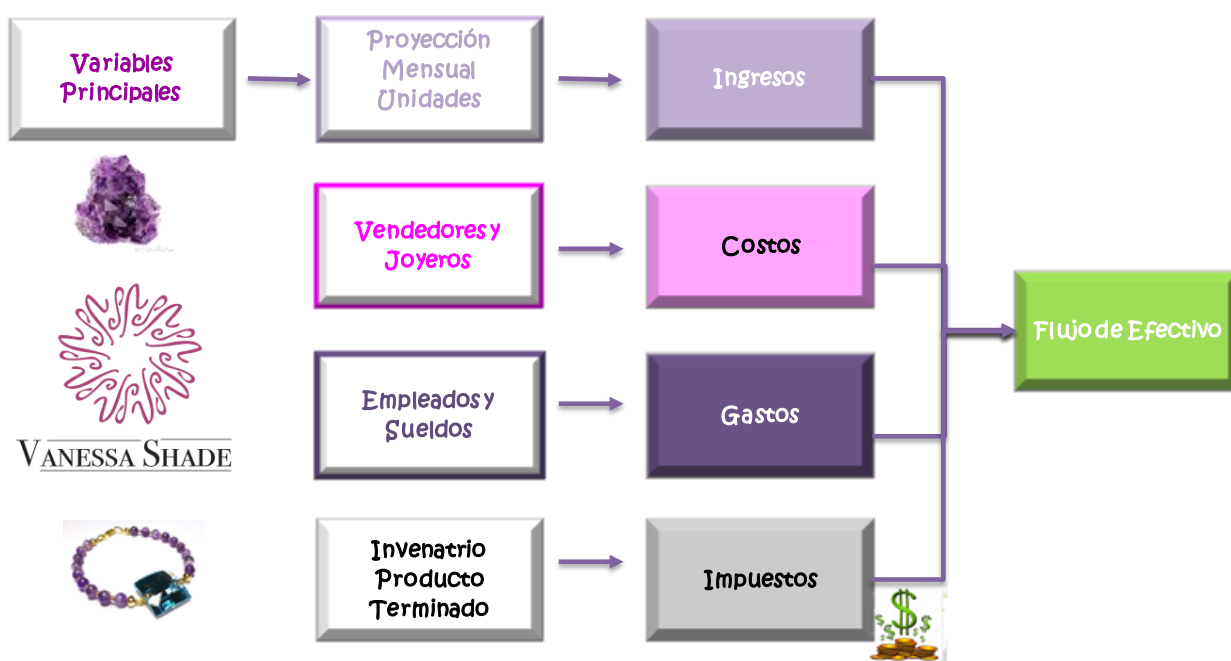 Variables
Principales
Proyección
Mensual
Unidades
Ingresos
Vendedores y
Joyeros
Costos
Flujo de Efectivo
Empleados y
Sueldos
Gastos
VANESSA SHADE
Invenatrio
Producto
Terminado
Impuestos
$
$
$
$
$